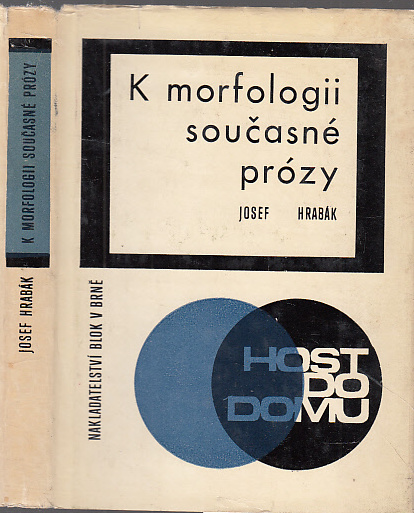 K MORFOLOGII SOUČASNÉ PRÓZY
JOSEF HRABÁK
K morfologii
současné
prózy
JOSEF HRABÁK
NAKLADATELSTVÍ BLOK V BRNĚ
HOST
DO
DOMU